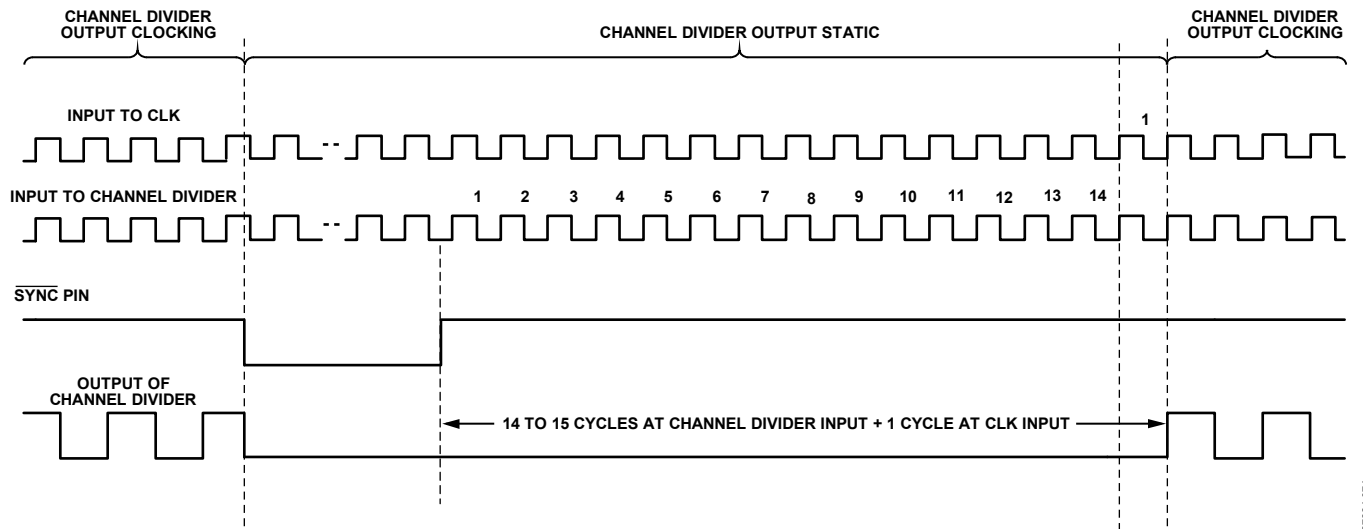 CHANNEL DIVIDER
OUTPUT CLOCKING
CHANNEL DIVIDER OUTPUT STATIC
CHANNEL DIVIDER
OUTPUT CLOCKING
INPUT TO CLK
1
INPUT TO CHANNEL DIVIDER
1 2 3 4 5 6 7 8 9 10 11 12 13 14
SYNC PIN
OUTPUT OF
CHANNEL DIVIDER
14 TO 15 CYCLES AT CHANNEL DIVIDER INPUT + 1 CYCLE AT CLK INPUT